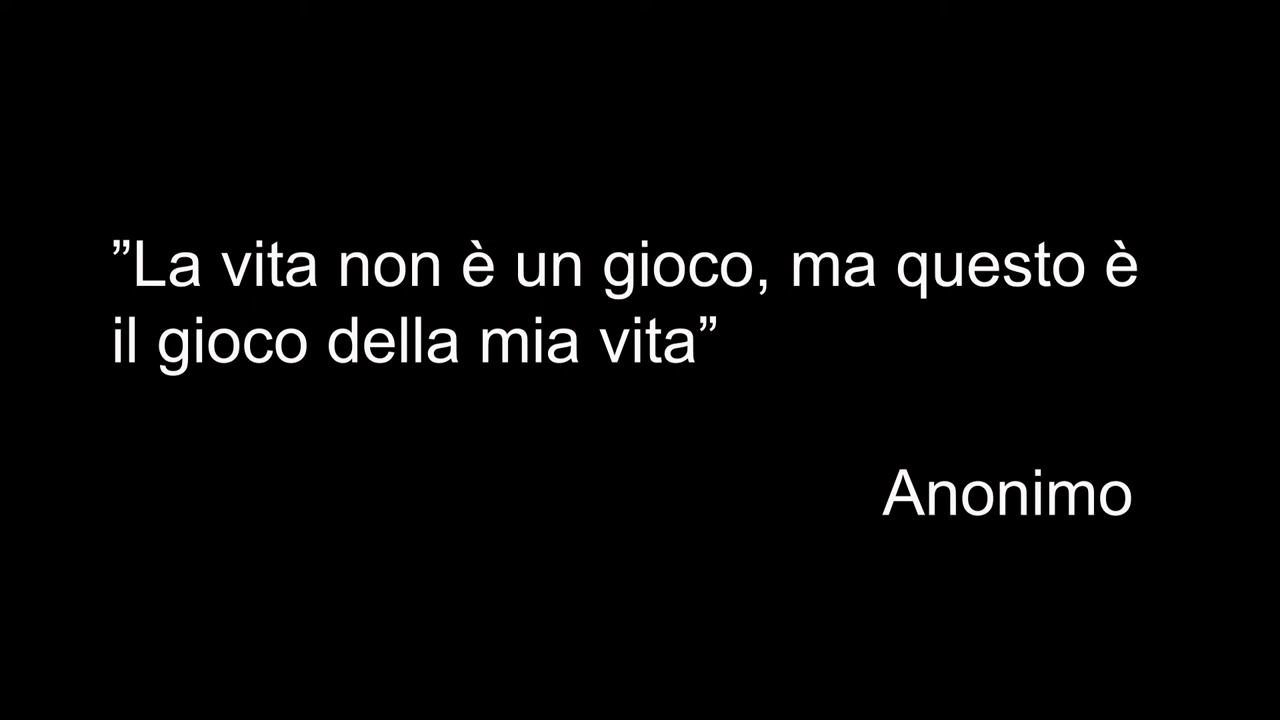 ”La vita non è un gioco, ma questo è
il gioco della mia vita”
Anonimo